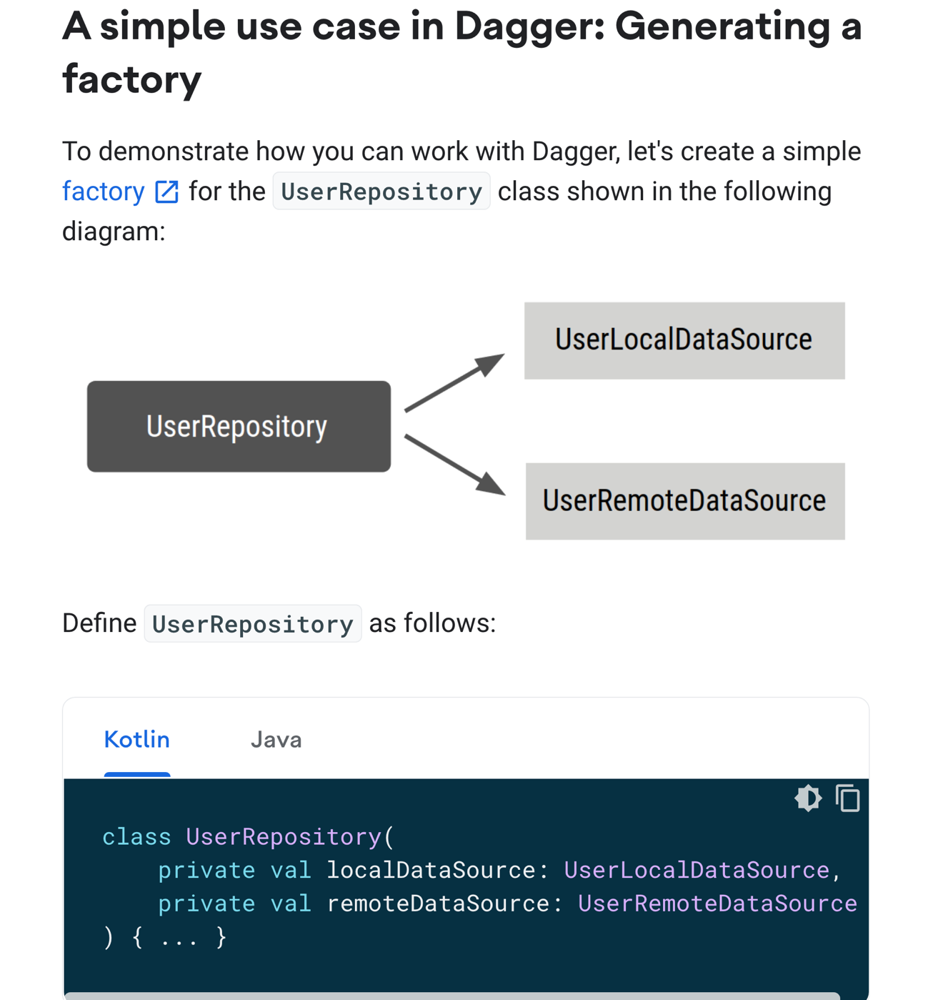 A simple use case in Dagger: Generating a
factory
To demonstrate how you can work with Dagger, let's create a simple
factory for the UserRepository class shown in the following
diagram:
UserLocalDataSource
UserRepository
UserRemoteDataSource
Define UserRepository as follows:
Kotlin Java
class UserRepository(
    private val localDataSource: UserLocalDataSource,
    private val remoteDataSource: UserRemoteDataSource
) { ... }